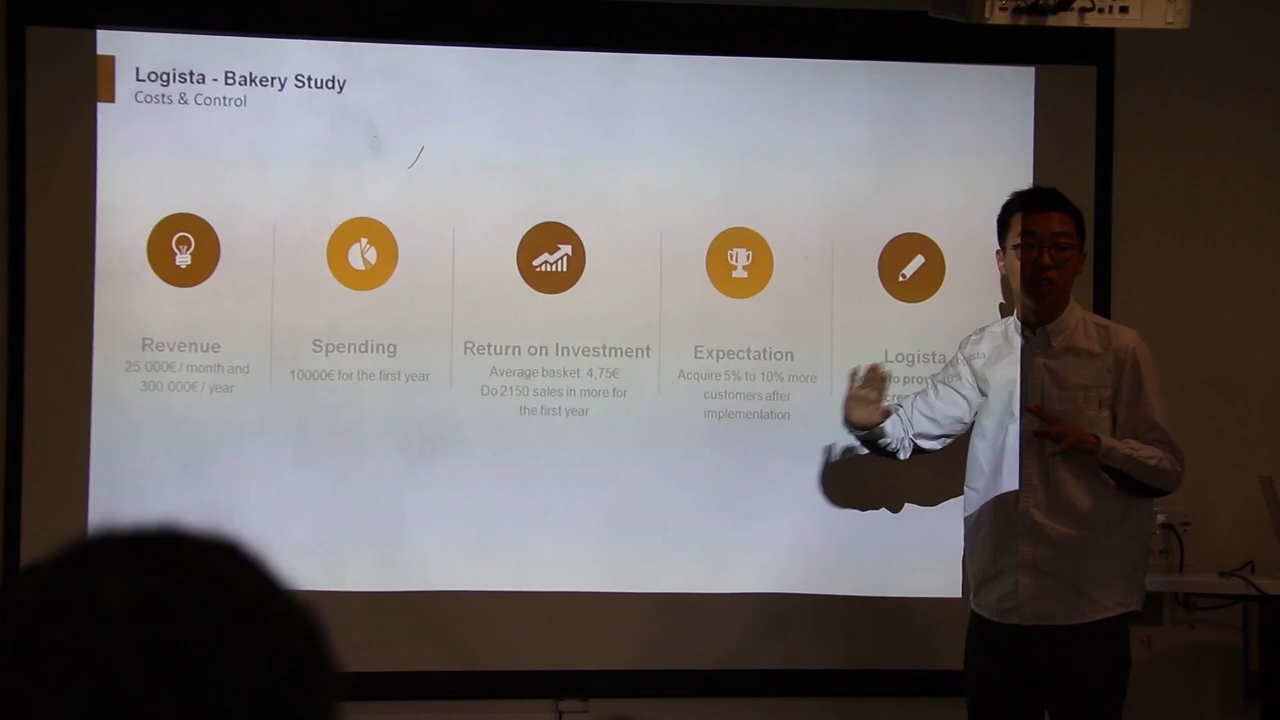 Logista - Bakery Study
Costs & Control
Revenue
25.000€ / month and
300.000€ / year
Spending
10000€ for the first year
Return on Investment
Average basket: 4,75€
Do 2150 sales in more for
the first year
Expectation
Acquire 5% to 10% more
customers after
implementation
Logista
to